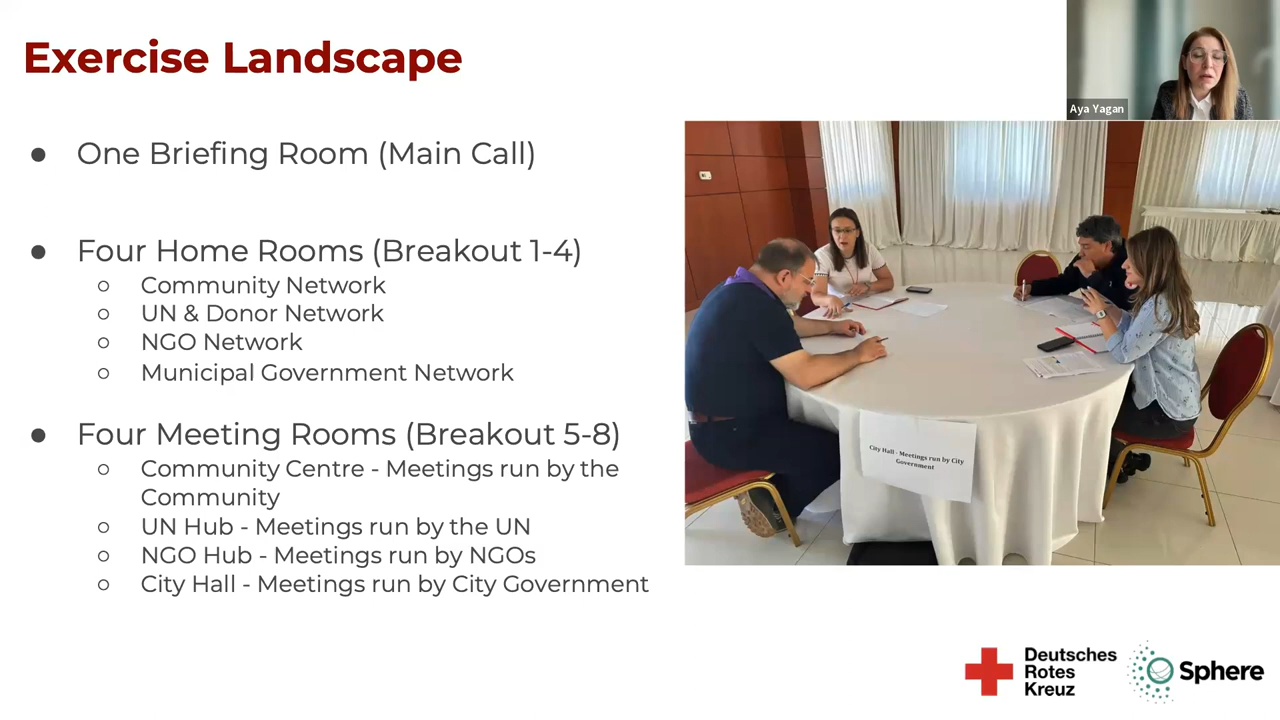 Exercise Landscape
Aya Yagan
● One Briefing Room (Main Call)
● Four Home Rooms (Breakout 1-4)
○ Community Network
○ UN & Donor Network
○ NGO Network
○ Municipal Government Network
● Four Meeting Rooms (Breakout 5-8)
○ Community Centre - Meetings run by the
Community
○ UN Hub - Meetings run by the UN
○ NGO Hub - Meetings run by NGOs
○ City Hall - Meetings run by City Government
City Hall - Meetings run by City
Government
Deutsches
Rotes
Kreuz
Sphere